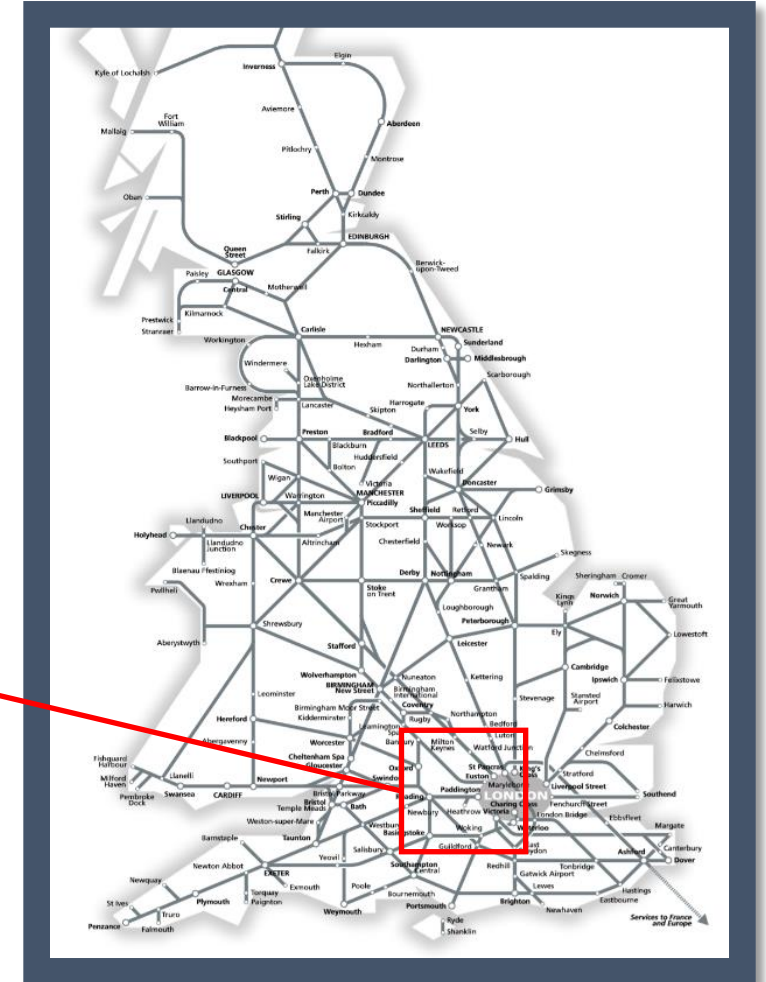 Elgin
Inverness
Kyle of Lochalsh
Aviemore
Fort
William
Aberdeen
Mallaig
Pitlochry
Montrose
Perth
Dundee
Oban
Stirling
Kirkcaldy
EDINBURGH
Queen
Street
Falkirk
Berwick-
upon-Tweed
Paisley
GLASGOW
Central
Motherwell
Kilmarnock
Prestwick
Stranraer
Carlisle
NEWCASTLE
Sunderland
Workington
Hexham
Durham
Darlington
Middlesbrough
Windermere
Scarborough
Oxenholme
Lake District
Northallerton
Barrow-in-Furness
Morecambe
Heysham Port
Lancaster
Harrogate
York
Skipton
Blackpool
Preston
Bradford
Selby
Hull
Blackburn
LEEDS
Huddersfield
Southport
Bolton
Wakefield
Wigan
Victoria
Doncaster
LIVERPOOL
Warrington
MANCHESTER
Piccadilly
Grimsby
Manchester
Airport
Sheffield
Retford
Llandudno
Chester
Stockport
Worksop
Lincoln
Holyhead
Llandudno
Junction
Altrincham
Chesterfield
Newark
Skegness
Blaenau Ffestiniog
Wrexham
Crewe
Derby
Nottingham
Spalding
Sheringham
Cromer
Pwllheli
Stoke
on Trent
Grantham
Kings
Lynn
Norwich
Great
Yarmouth
Loughborough
Shrewsbury
Peterborough
Ely
Lowestoft
Aberystwyth
Stafford
Leicester
Cambridge
Wolverhampton
BIRMINGHAM
New Street
Nuneaton
Kettering
Ipswich
Felixstowe
Birmingham
International
Leominster
Coventry
Stevenage
Stansted
Airport
Harwich
Birmingham Moor Street
Kidderminster
Rugby
Northampton
Hereford
Leamington
Spa
Bedford
Colchester
Luton
Worcester
Banbury
Milton
Keynes
Abergavenny
Watford Junction
Chelmsford
Cheltenham Spa
Gloucester
Fishguard
Harbour
Oxford
St Pancras
King's
Cross
Euston
Stratford
Milford
Haven
Llanelli
Newport
Swindon
Marylebone
Liverpool Street
Pembroke
Dock
Swansea
CARDIFF
Bristol Parkway
Reading
Paddington
LONDON
Southend
Bristol
Temple Meads
Bath
Newbury
Heathrow
Victoria
Charing Cross
Fenchurch Street
London Bridge
Ebbsfleet
Weston-super-Mare
Westbury
Basingstoke
Woking
Waterloo
Margate
Barnstaple
Taunton
Salisbury
Guildford
East
Croydon
Canterbury
Newton Abbot
Yeovil
Southampton
Central
Redhill
Tonbridge
Ashford
Dover
EXETER
Gatwick Airport
Newquay
Exmouth
Poole
Lewes
Hastings
St Ives
Plymouth
Torquay
Paignton
Bournemouth
Eastbourne
Truro
Weymouth
Portsmouth
Brighton
Newhaven
Penzance
Falmouth
Ryde
Shanklin
Services to France
and Europe